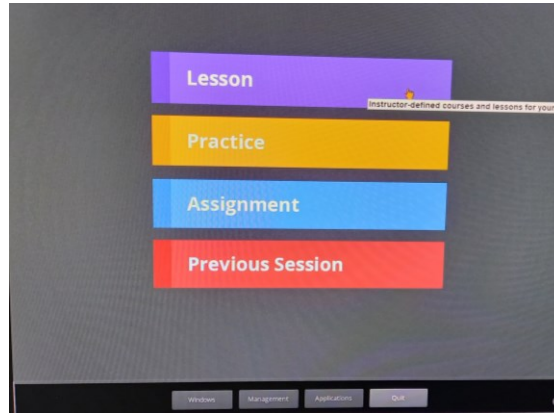 Lesson
Instructor-defined courses and lessons for your
Practice
Assignment
Previous Session
Windows Management Applications Quit